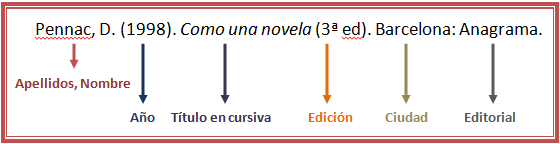 Pennac, D. (1998). Como una novela (3ª ed). Barcelona: Anagrama.
Apellidos, Nombre
Año Título en cursiva Edición Ciudad Editorial